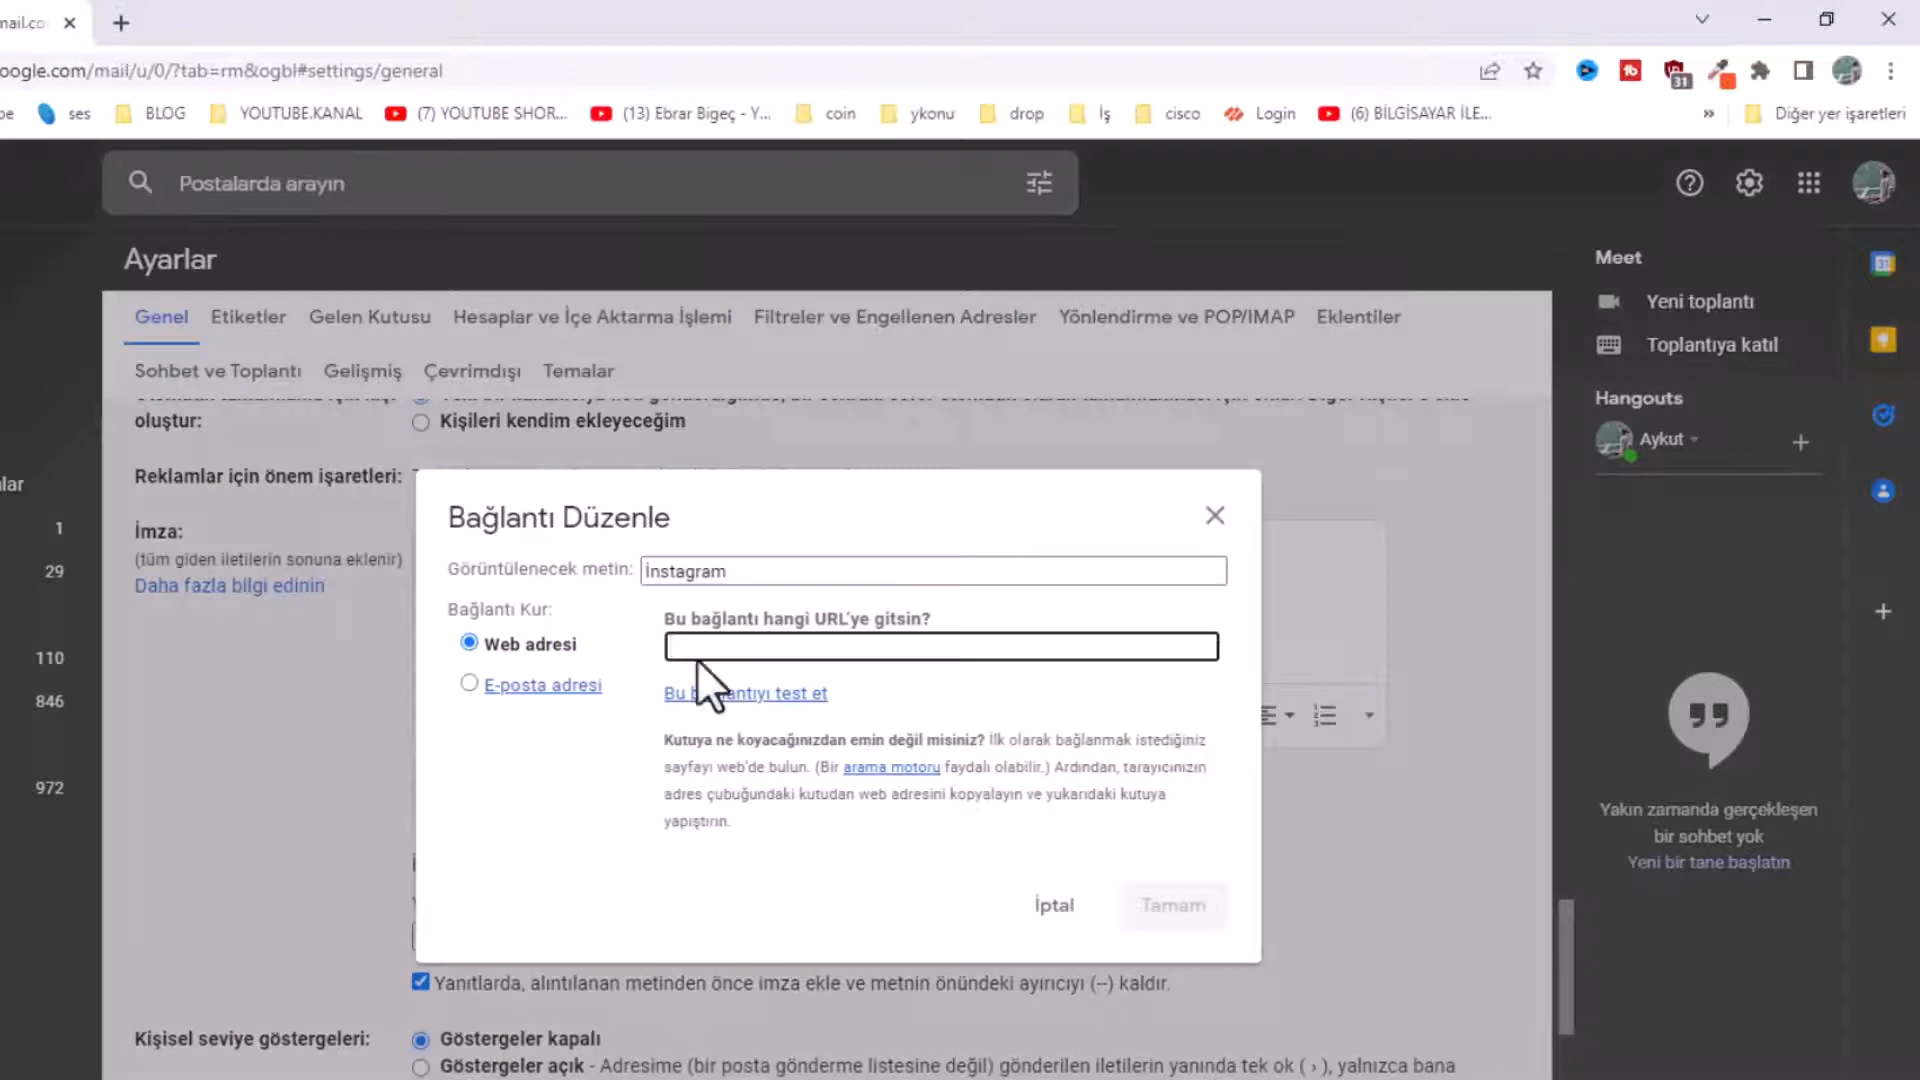 nail.co
oogle.com/mail/u/0/?tab=rm&ogbl#settings/general
31
be
ses
BLOG
YOUTUBE.KANAL
(7) YOUTUBE SHOR...
(13) Ebrar Bigeç - Y...
coin
ykonu
drop
İş
cisco
Login
(6) BİLGİSAYAR İLE...
»
Diğer yer işaretleri
Postalarda arayın
Ayarlar
Meet
Yeni toplantı
Toplantıya katıl
Hangouts
Aykut
Genel Etiketler Gelen Kutusu Hesaplar ve İçe Aktarma İşlemi Filtreler ve Engellenen Adresler Yönlendirme ve POP/IMAP Eklentiler
Sohbet ve Toplantı Gelişmiş Çevrimdışı Temalar
oluştur:
Kişileri kendim ekleyeceğim
Reklamlar için önem işaretleri:
İmza:
(tüm giden iletilerin sonuna eklenir)
Daha fazla bilgi edinin
lar
1
29
110
846
972
Bağlantı Düzenle
Görüntülenecek metin: İnstagram
Bağlantı Kur:
Web adresi
E-posta adresi
Bu bağlantı hangi URL'ye gitsin?
Bu b antıyı test et
Kutuya ne koyacağınızdan emin değil misiniz? İlk olarak bağlanmak istediğiniz
sayfayı web'de bulun. (Bir arama motoru faydalı olabilir.) Ardından, tarayıcınızın
adres çubuğundaki kutudan web adresini kopyalayın ve yukarıdaki kutuya
yapıştırın.
İptal
Tamam
Yakın zamanda gerçekleşen
bir sohbet yok
Yeni bir tane başlatın
Yanıtlarda, alıntılanan metinden önce imza ekle ve metnin önündeki ayırıcıyı (--) kaldır.
Kişisel seviye göstergeleri:
Göstergeler kapalı
Göstergeler açık - Adresime (bir posta gönderme listesine değil) gönderilen iletilerin yanında tek ok ( › ), yalnızca bana